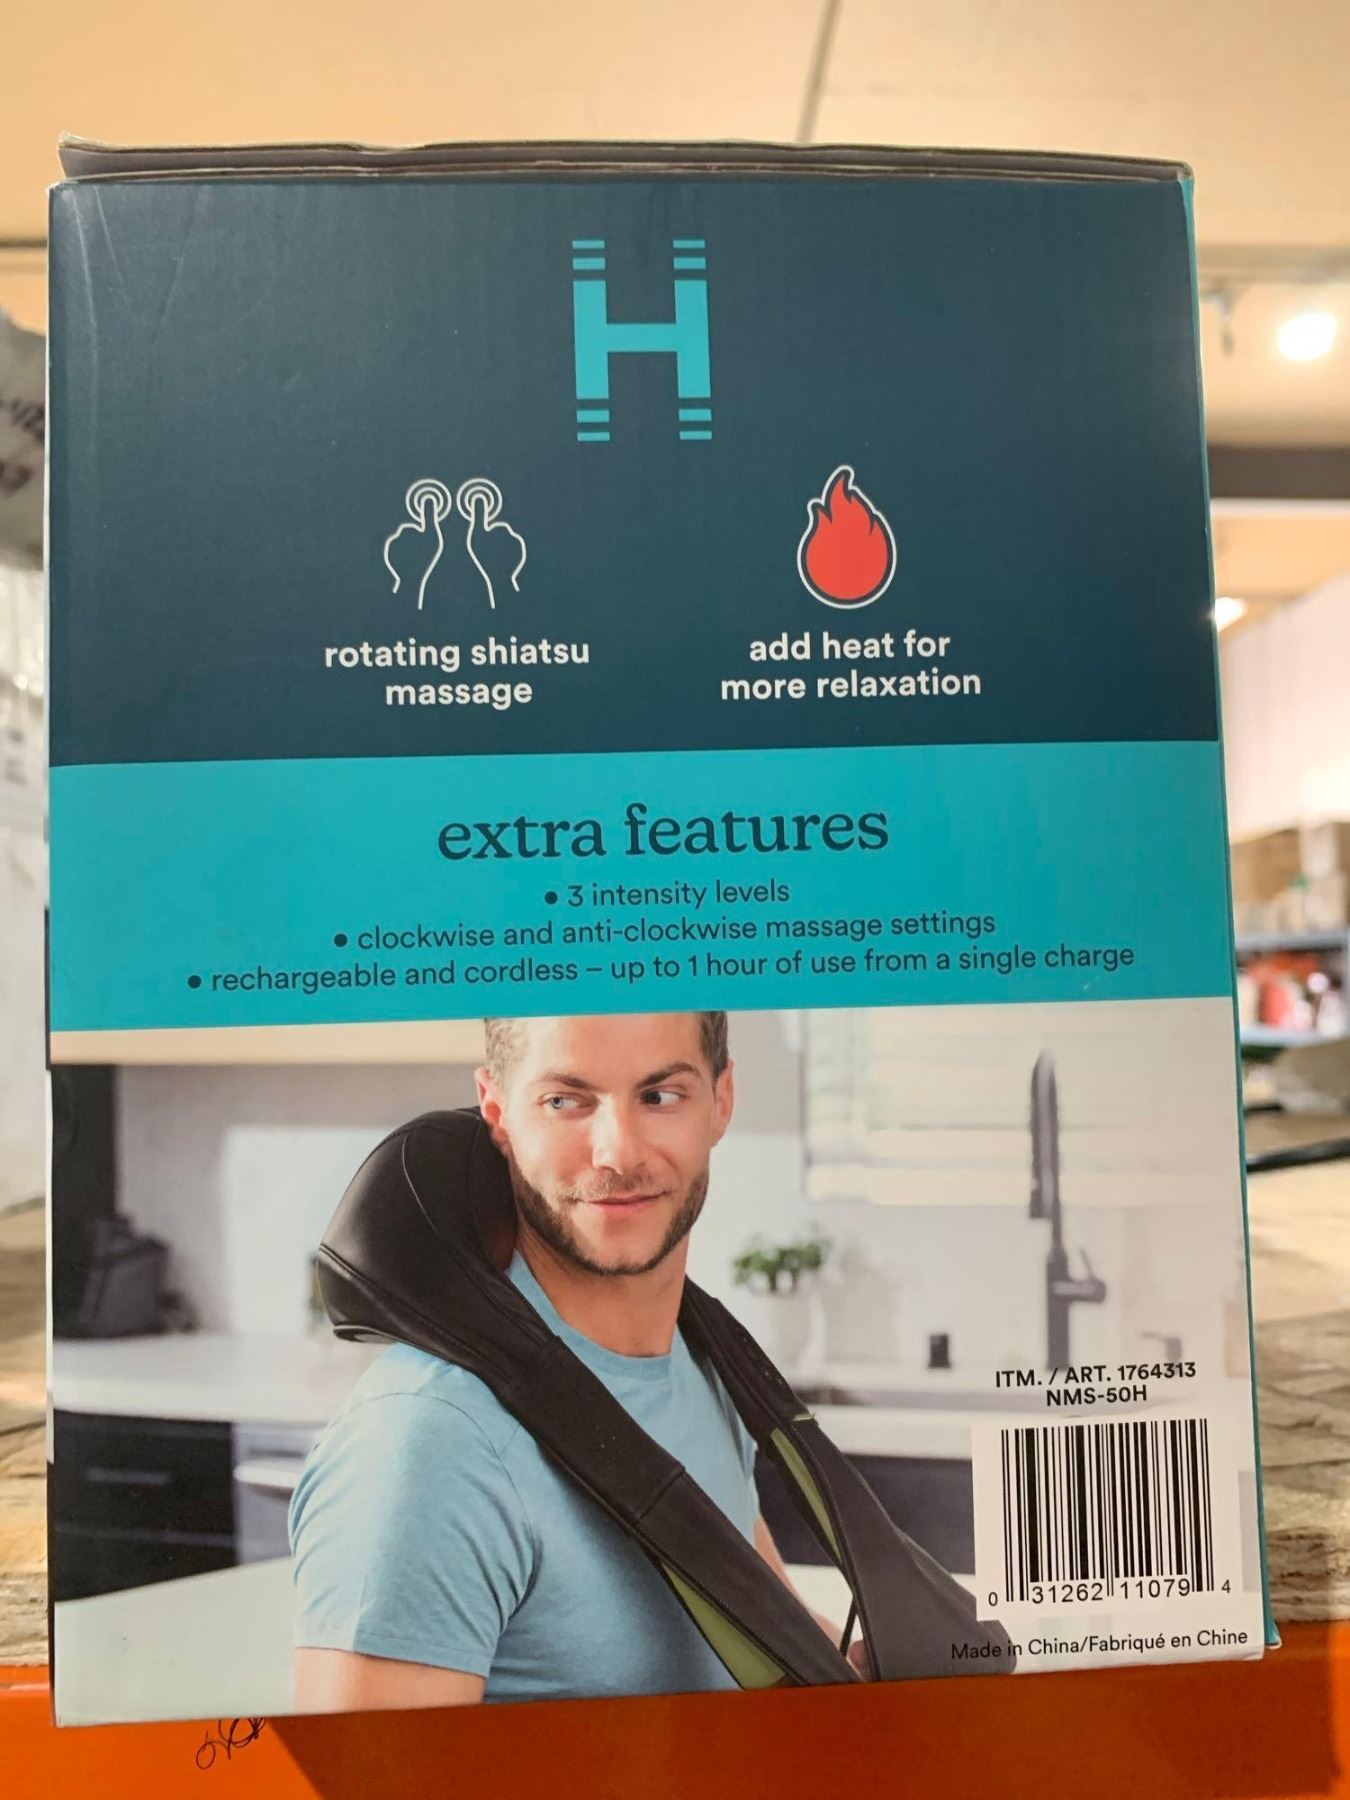 H
rotating shiatsu
massage
add heat for
more relaxation
extra features
• 3 intensity levels
• clockwise and anti-clockwise massage settings
• rechargeable and cordless – up to 1 hour of use from a single charge
ITM. / ART. 1764313
NMS-50H
0 31262 11079 4
Made in China/Fabriqué en Chine